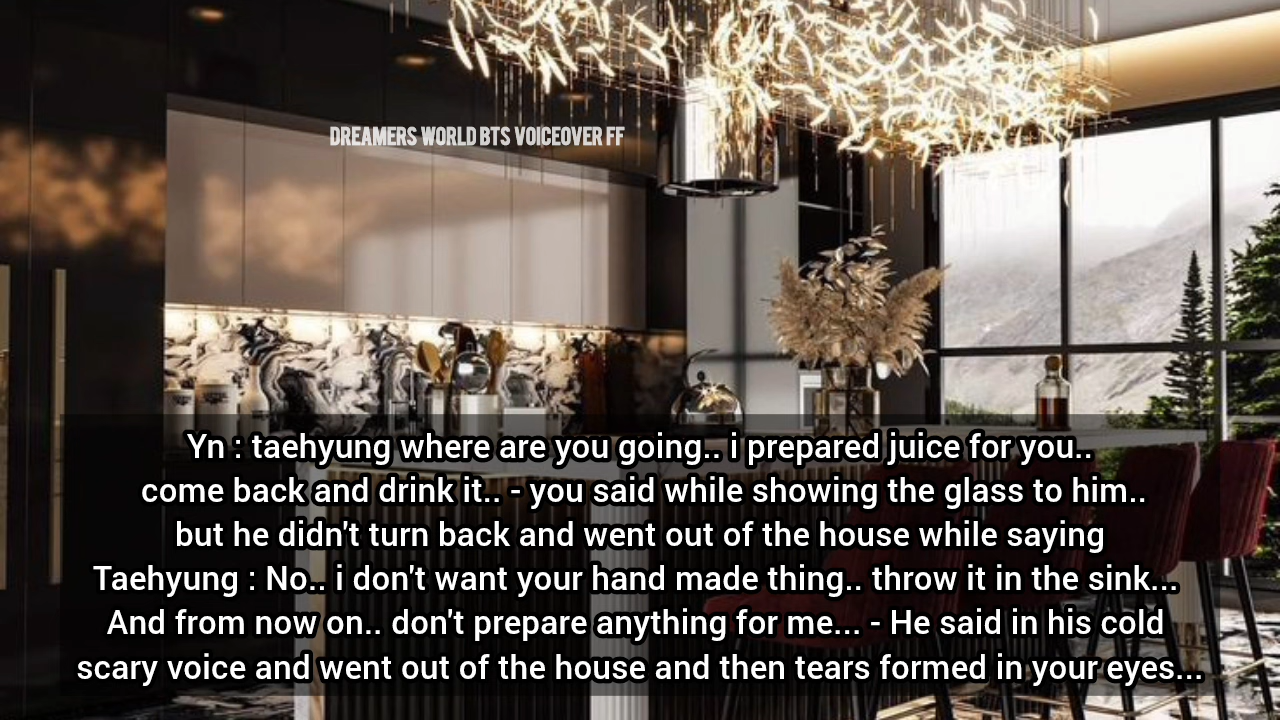 DREAMERS WORLD BTS VOICEOVER FF
Yn : taehyung where are you going.. i prepared juice for you..
come back and drink it.. - you said while showing the glass to him..
but he didn't turn back and went out of the house while saying
Taehyung : No.. i don't want your hand made thing.. throw it in the sink...
And from now on.. don't prepare anything for me... - He said in his cold
scary voice and went out of the house and then tears formed in your eyes...